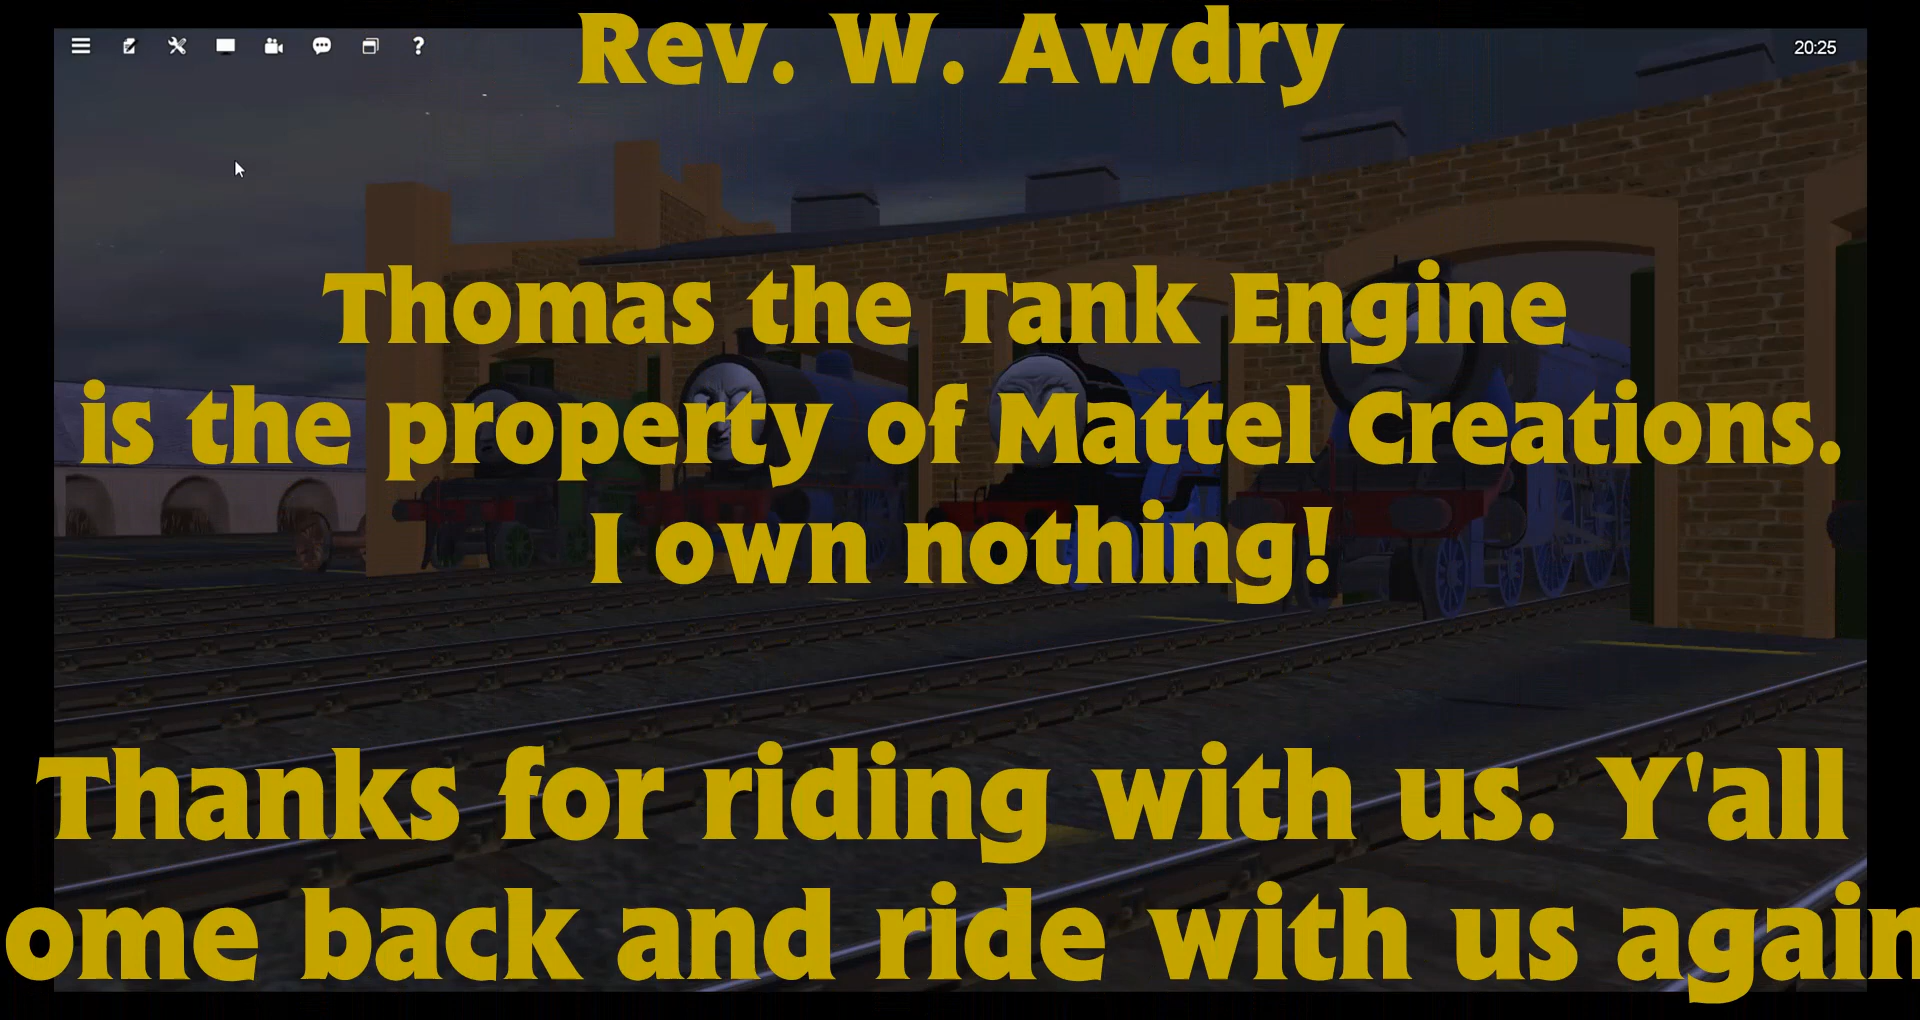 Rev. W. Awdry
20:25
Thomas the Tank Engine
is the property of Mattel Creations.
I own nothing!
Thanks for riding with us. Y'all
ome back and ride with us again